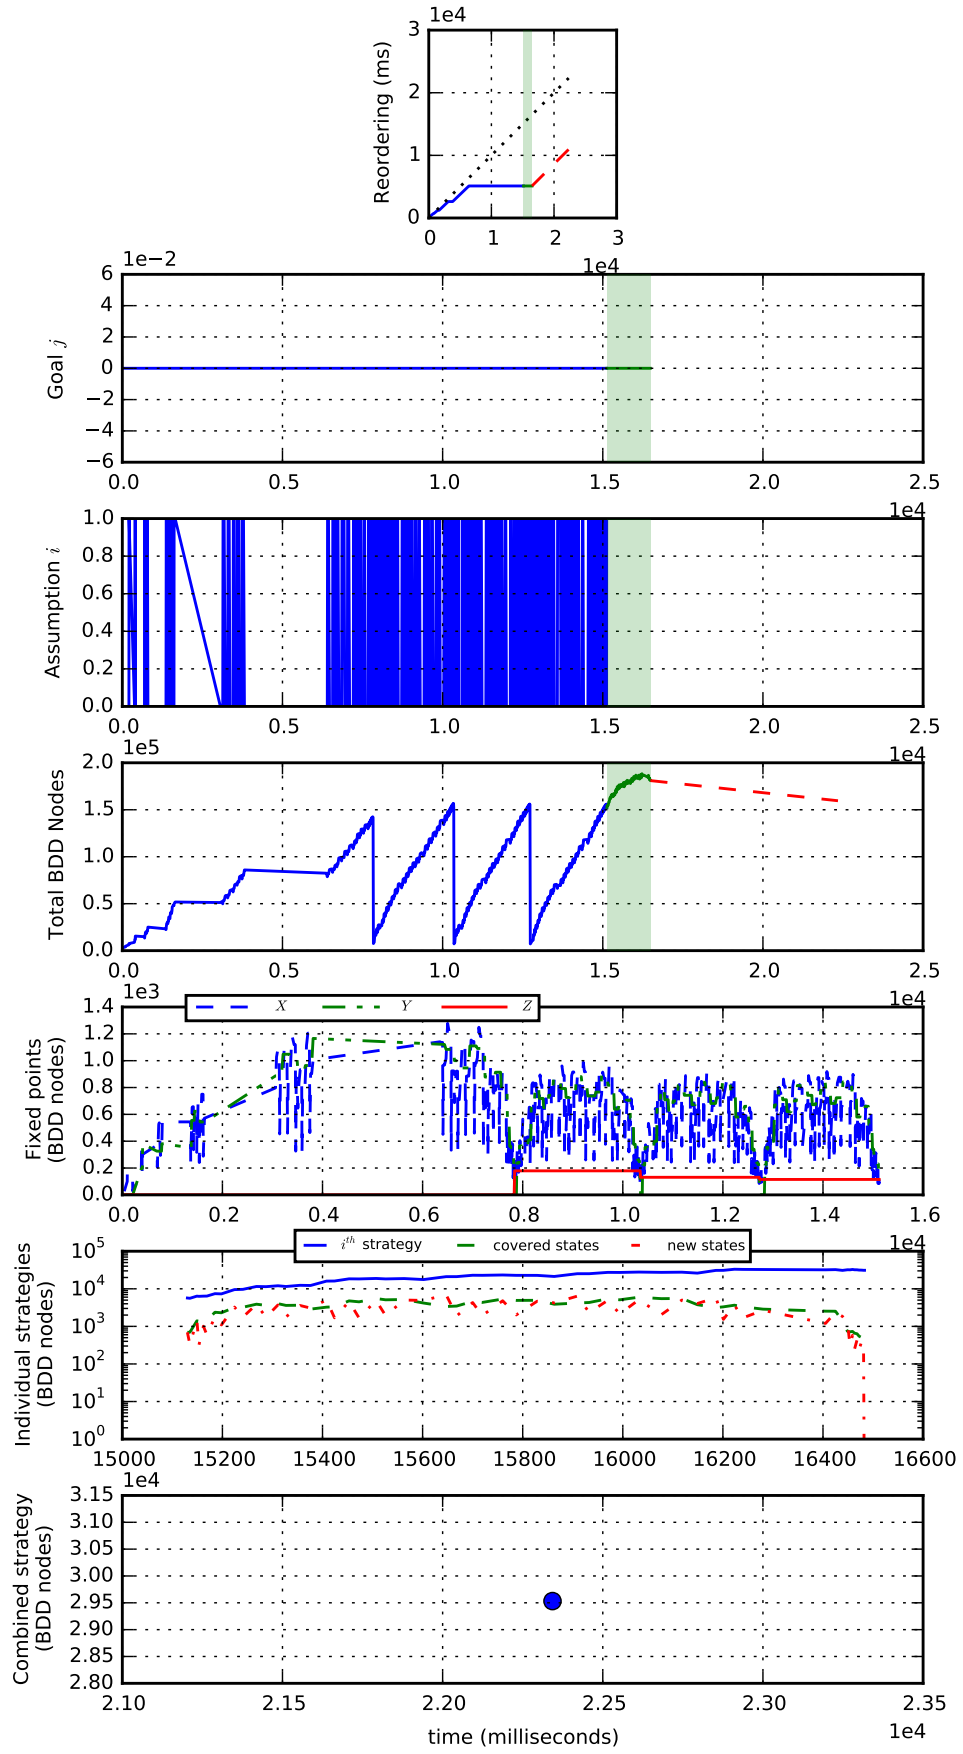 1e4
3
2
1
0
Reordering (ms)
0 1 2 3
1e4
1e−2
6
4
2
0
−2
−4
−6
Goal j
0.0 0.5 1.0 1.5 2.0 2.5
1e4
1.0
0.8
0.6
0.4
0.2
0.0
Assumption i
0.0 0.5 1.0 1.5 2.0 2.5
1e4
1e5
2.0
1.5
1.0
0.5
0.0
Total BDD Nodes
0.0 0.5 1.0 1.5 2.0 2.5
1e4
1e3
X Y Z
1.4
1.2
1.0
0.8
0.6
0.4
0.2
0.0
Fixed points
(BDD nodes)
0.0 0.2 0.4 0.6 0.8 1.0 1.2 1.4 1.6
1e4
i^th strategy covered states new states
10^5
10^4
10^3
10^2
10^1
10^0
Individual strategies
(BDD nodes)
15000 15200 15400 15600 15800 16000 16200 16400 16600
1e4
3.15
3.10
3.05
3.00
2.95
2.90
2.85
2.80
Combined strategy
(BDD nodes)
2.10 2.15 2.20 2.25 2.30 2.35
1e4
time (milliseconds)